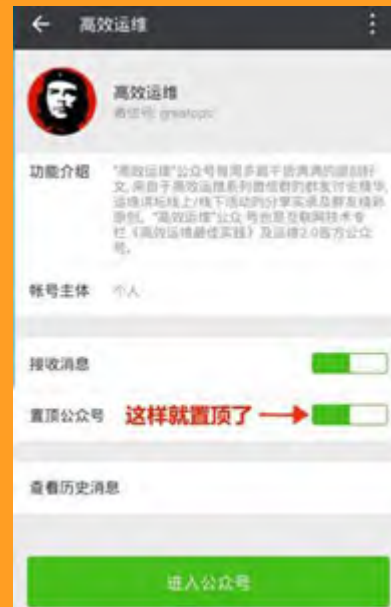 高效运维
高效运维
微信号: greatops
功能介绍
"高效运维"公众号每周多篇干货满满的原创好
文,来自于高效运维系列微信群的群友讨论精华、
运维讲坛线上/线下活动的分享实录及群友精彩
原创。"高效运维"公众号也是互联网技术专
栏《高效运维最佳实践》及运维2.0官方公众
号。
帐号主体 个人
接收消息
置顶公众号 这样就置顶了
查看历史消息
进入公众号